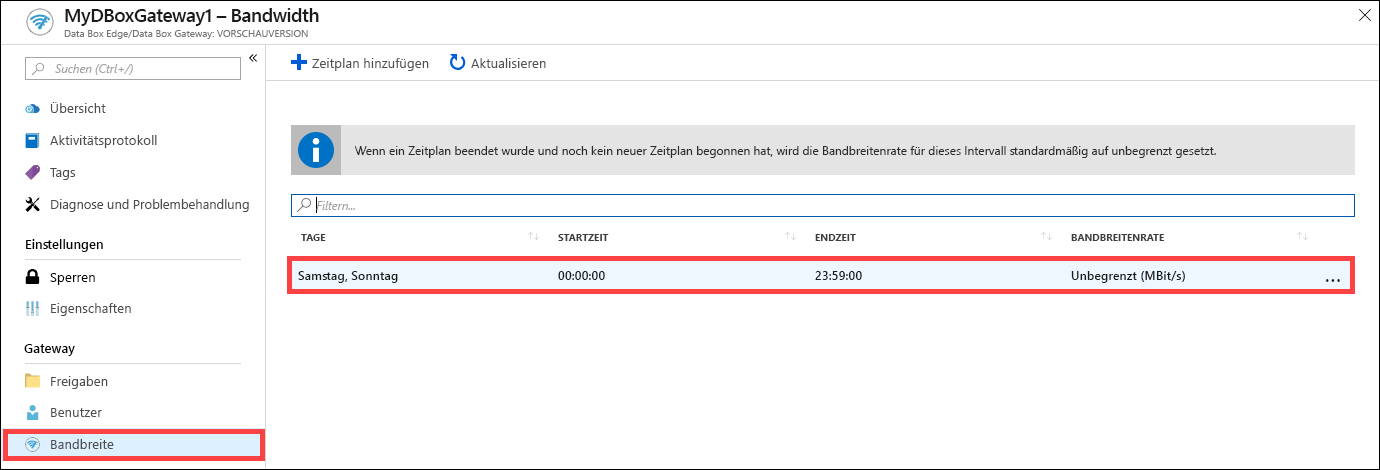 MyDBoxGateway1 – Bandwidth
Data Box Edge/Data Box Gateway: VORSCHAUVERSION
Suchen (Ctrl+/)
Übersicht
Aktivitätsprotokoll
Tags
Diagnose und Problembehandlung
Einstellungen
Sperren
Eigenschaften
Gateway
Freigaben
Benutzer
Bandbreite
Zeitplan hinzufügen Aktualisieren
Wenn ein Zeitplan beendet wurde und noch kein neuer Zeitplan begonnen hat, wird die Bandbreitenrate für dieses Intervall standardmäßig auf unbegrenzt gesetzt.
Filtern...
TAGE STARTZEIT ENDZEIT BANDBREITENRATE
Samstag, Sonntag 00:00:00 23:59:00 Unbegrenzt (MBit/s) ...